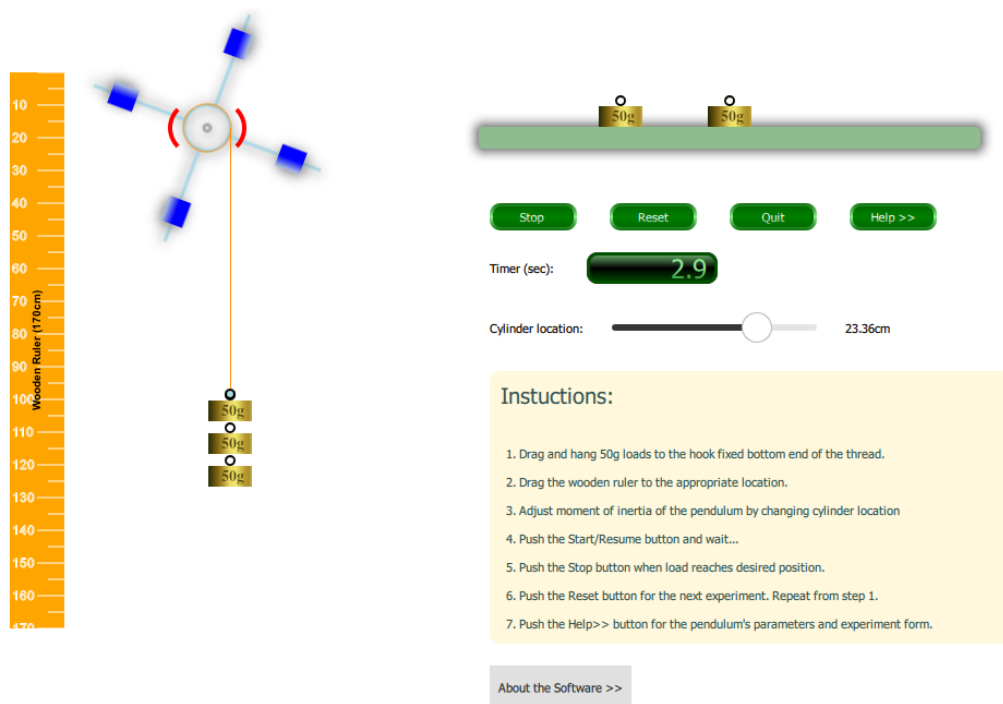 10
20
30
40
50
60
70
80
90
100
110
120
130
140
150
160
170
Wooden Ruler (170cm)
50g
50g
50g
50g 50g
Stop Reset Quit Help >>
Timer (sec): 2.9
Cylinder location: 23.36cm
Instuctions:
1. Drag and hang 50g loads to the hook fixed bottom end of the thread.
2. Drag the wooden ruler to the appropriate location.
3. Adjust moment of inertia of the pendulum by changing cylinder location
4. Push the Start/Resume button and wait...
5. Push the Stop button when load reaches desired position.
6. Push the Reset button for the next experiment. Repeat from step 1.
7. Push the Help>> button for the pendulum's parameters and experiment form.
About the Software >>